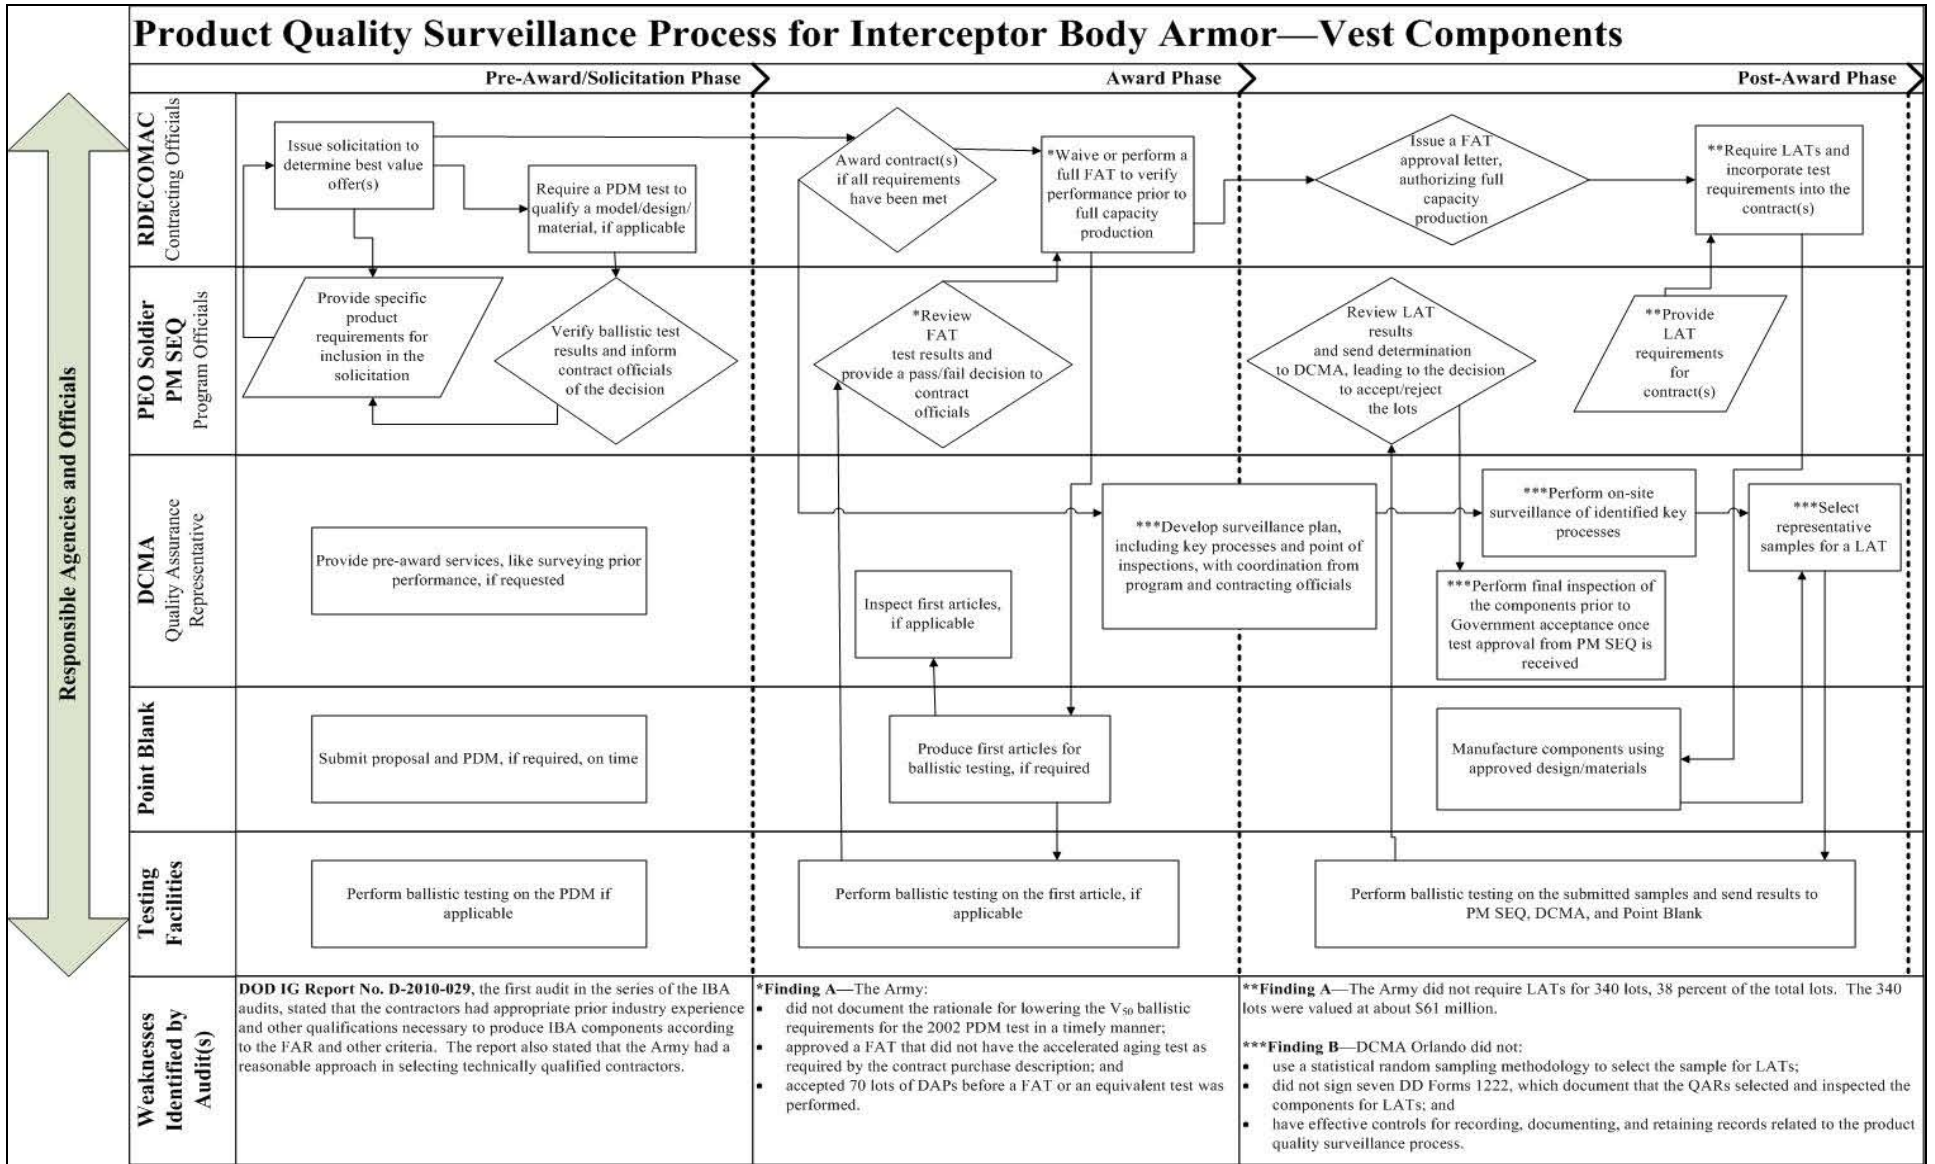 Product Quality Surveillance Process for Interceptor Body Armor—Vest Components
Pre-Award/Solicitation Phase
Award Phase
Post-Award Phase
Responsible Agencies and Officials
RDECOMAC
Contracting Officials
Issue solicitation to
determine best value
offer(s)
Require a PDM test to
qualify a model/design/
material, if applicable
Award contract(s)
if all requirements
have been met
*Waive or perform a
full FAT to verify
performance prior to
full capacity
production
Issue a FAT
approval letter,
authorizing full
capacity
production
**Require LATs and
incorporate test
requirements into the
contract(s)
PEO Soldier
PM SEQ
Program Officials
Provide specific
product
requirements for
inclusion in the
solicitation
Verify ballistic test
results and inform
contract officials
of the decision
*Review
FAT
test results and
provide a pass/fail decision to
contract
officials
Review LAT
results
and send determination
to DCMA, leading to the decision
to accept/reject
the lots
**Provide
LAT
requirements
for
contract(s)
DCMA
Quality Assurance
Representative
Provide pre-award services, like surveying prior
performance, if requested
Inspect first articles,
if applicable
***Develop surveillance plan,
including key processes and point of
inspections, with coordination from
program and contracting officials
***Perform on-site
surveillance of identified key
processes
***Select
representative
samples for a LAT
***Perform final inspection of
the components prior to
Government acceptance once
test approval from PM SEQ is
received
Point Blank
Submit proposal and PDM, if required, on time
Produce first articles for
ballistic testing, if required
Manufacture components using
approved design/materials
Testing
Facilities
Perform ballistic testing on the PDM if
applicable
Perform ballistic testing on the first article, if
applicable
Perform ballistic testing on the submitted samples and send results to
PM SEQ, DCMA, and Point Blank
Weaknesses
Identified by
Audit(s)
DOD IG Report No. D-2010-029, the first audit in the series of the IBA
audits, stated that the contractors had appropriate prior industry experience
and other qualifications necessary to produce IBA components according
to the FAR and other criteria. The report also stated that the Army had a
reasonable approach in selecting technically qualified contractors.
*Finding A—The Army:
• did not document the rationale for lowering the V50 ballistic
requirements for the 2002 PDM test in a timely manner;
• approved a FAT that did not have the accelerated aging test as
required by the contract purchase description; and
• accepted 70 lots of DAPs before a FAT or an equivalent test was
performed.
**Finding A—The Army did not require LATs for 340 lots, 38 percent of the total lots. The 340
lots were valued at about $61 million.
***Finding B—DCMA Orlando did not:
• use a statistical random sampling methodology to select the sample for LATs;
• did not sign seven DD Forms 1222, which document that the QARs selected and inspected the
components for LATs; and
• have effective controls for recording, documenting, and retaining records related to the product
quality surveillance process.